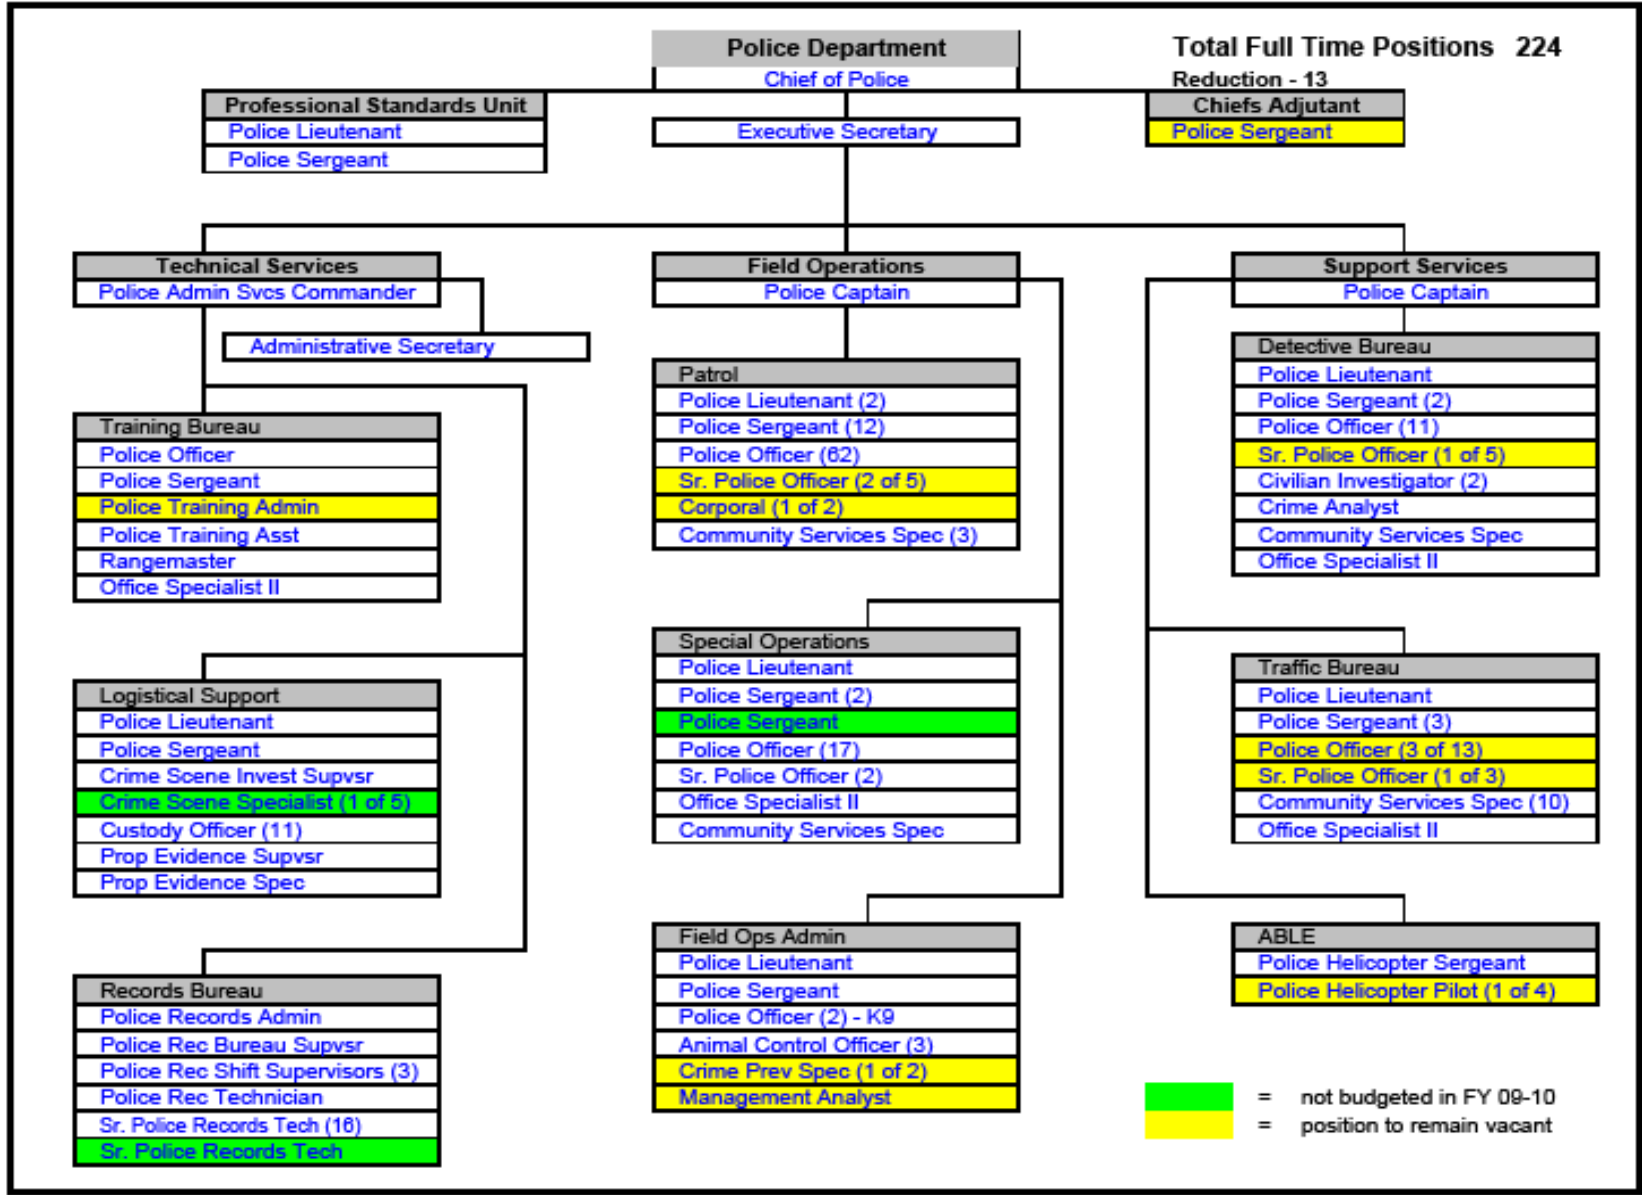 Police Department
Chief of Police
Total Full Time Positions 224
Reduction - 13
Professional Standards Unit
Police Lieutenant
Police Sergeant
Executive Secretary
Chiefs Adjutant
Police Sergeant
Technical Services
Police Admin Svcs Commander
Administrative Secretary
Training Bureau
Police Officer
Police Sergeant
Police Training Admin
Police Training Asst
Rangemaster
Office Specialist II
Logistical Support
Police Lieutenant
Police Sergeant
Crime Scene Invest Supvsr
Crime Scene Specialist (1 of 5)
Custody Officer (11)
Prop Evidence Supvsr
Prop Evidence Spec
Records Bureau
Police Records Admin
Police Rec Bureau Supvsr
Police Rec Shift Supervisors (3)
Police Rec Technician
Sr. Police Records Tech (16)
Sr. Police Records Tech
Field Operations
Police Captain
Patrol
Police Lieutenant (2)
Police Sergeant (12)
Police Officer (62)
Sr. Police Officer (2 of 5)
Corporal (1 of 2)
Community Services Spec (3)
Special Operations
Police Lieutenant
Police Sergeant (2)
Police Sergeant
Police Officer (17)
Sr. Police Officer (2)
Office Specialist II
Community Services Spec
Field Ops Admin
Police Lieutenant
Police Sergeant
Police Officer (2) - K9
Animal Control Officer (3)
Crime Prev Spec (1 of 2)
Management Analyst
Support Services
Police Captain
Detective Bureau
Police Lieutenant
Police Sergeant (2)
Police Officer (11)
Sr. Police Officer (1 of 5)
Civilian Investigator (2)
Crime Analyst
Community Services Spec
Office Specialist II
Traffic Bureau
Police Lieutenant
Police Sergeant (3)
Police Officer (3 of 13)
Sr. Police Officer (1 of 3)
Community Services Spec (10)
Office Specialist II
ABLE
Police Helicopter Sergeant
Police Helicopter Pilot (1 of 4)
= not budgeted in FY 09-10
= position to remain vacant